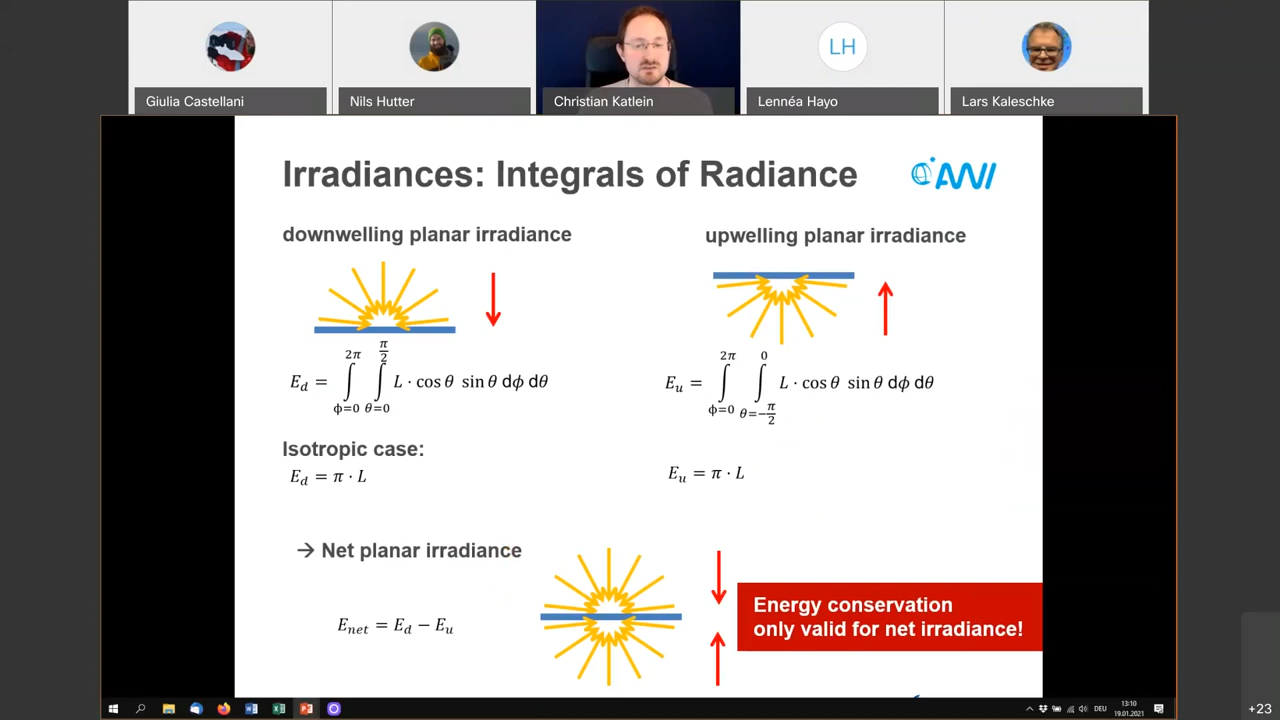 Giulia Castellani
Nils Hutter
Christian Katlein
LH
Lennéa Hayo
Lars Kaleschke
Irradiances: Integrals of Radiance
AWI
downwelling planar irradiance
upwelling planar irradiance
E_d = ∫_{ϕ=0}^{2π} ∫_{θ=0}^{π/2} L · cos θ sin θ dϕ dθ
E_u = ∫_{ϕ=0}^{2π} ∫_{θ=-π/2}^{0} L · cos θ sin θ dϕ dθ
Isotropic case:
E_d = π · L
E_u = π · L
→ Net planar irradiance
E_net = E_d − E_u
Energy conservation
only valid for net irradiance!
DEU
13:10
19.01.2021
+23